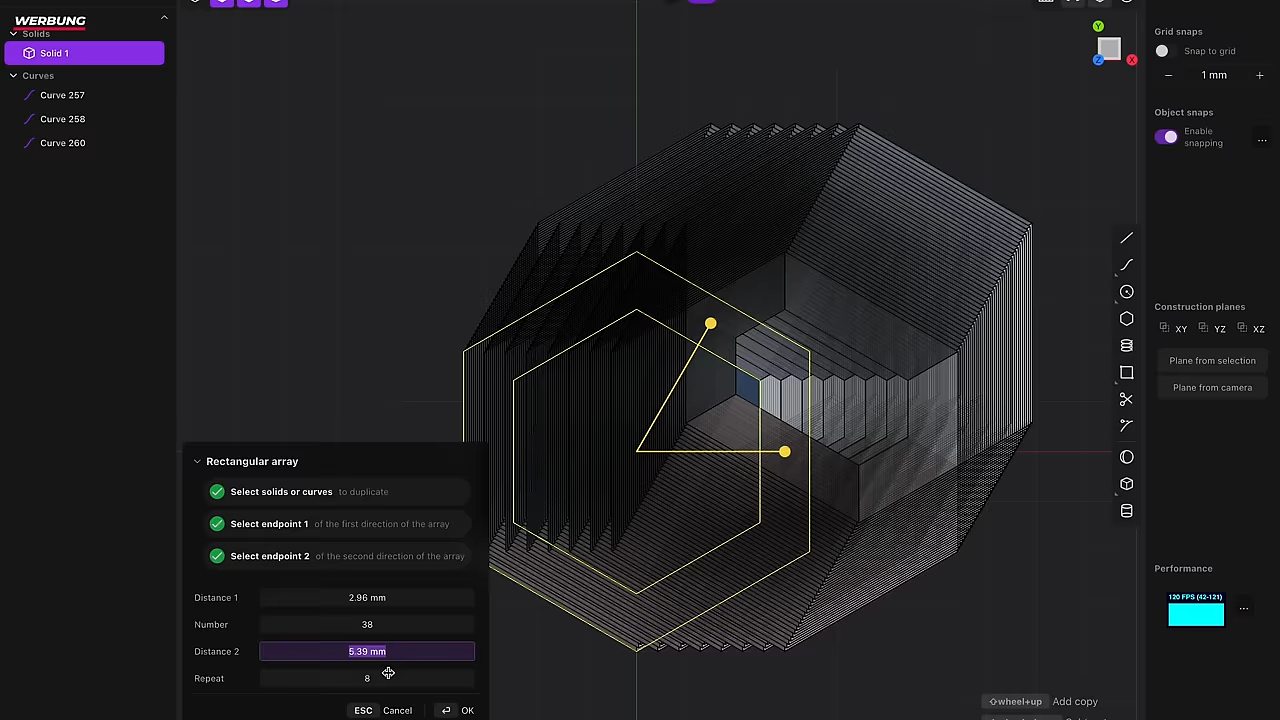 WERBUNG
Solids
Solid 1
Curves
Curve 257
Curve 258
Curve 260
Rectangular array
Select solids or curves to duplicate
Select endpoint 1 of the first direction of the array
Select endpoint 2 of the second direction of the array
Distance 1 2.96 mm
Number 38
Distance 2 5.39 mm
Repeat 8
ESC Cancel OK
wheel+up Add copy
Y
Z X
Grid snaps
Snap to grid
− 1 mm +
Object snaps
Enable
snapping
...
Construction planes
XY YZ XZ
Plane from selection
Plane from camera
Performance
120 FPS (42-121)
...